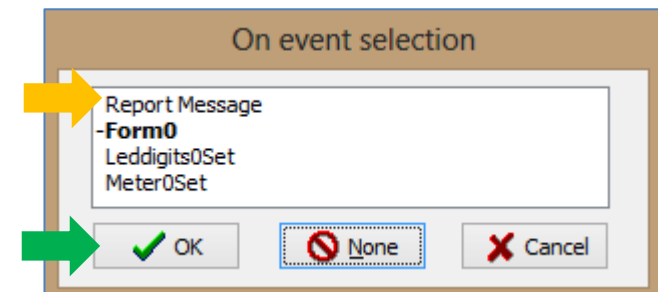 On event selection
Report Message
-Form0
Leddigits0Set
Meter0Set
OK None Cancel